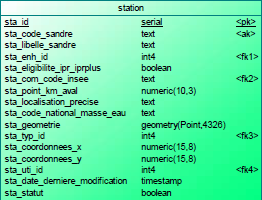 station
sta_id serial <pk>
sta_code_sandre text <ak>
sta_libelle_sandre text
sta_enh_id int4 <fk1>
sta_eligibilite_ipr_iprplus boolean
sta_com_code_insee text <fk2>
sta_point_km_aval numeric(10,3)
sta_localisation_precise text
sta_code_national_masse_eau text
sta_geometrie geometry(Point,4326)
sta_typ_id int4 <fk3>
sta_coordonnees_x numeric(15,8)
sta_coordonnees_y numeric(15,8)
sta_uti_id int4 <fk4>
sta_date_derniere_modification timestamp
sta_statut boolean